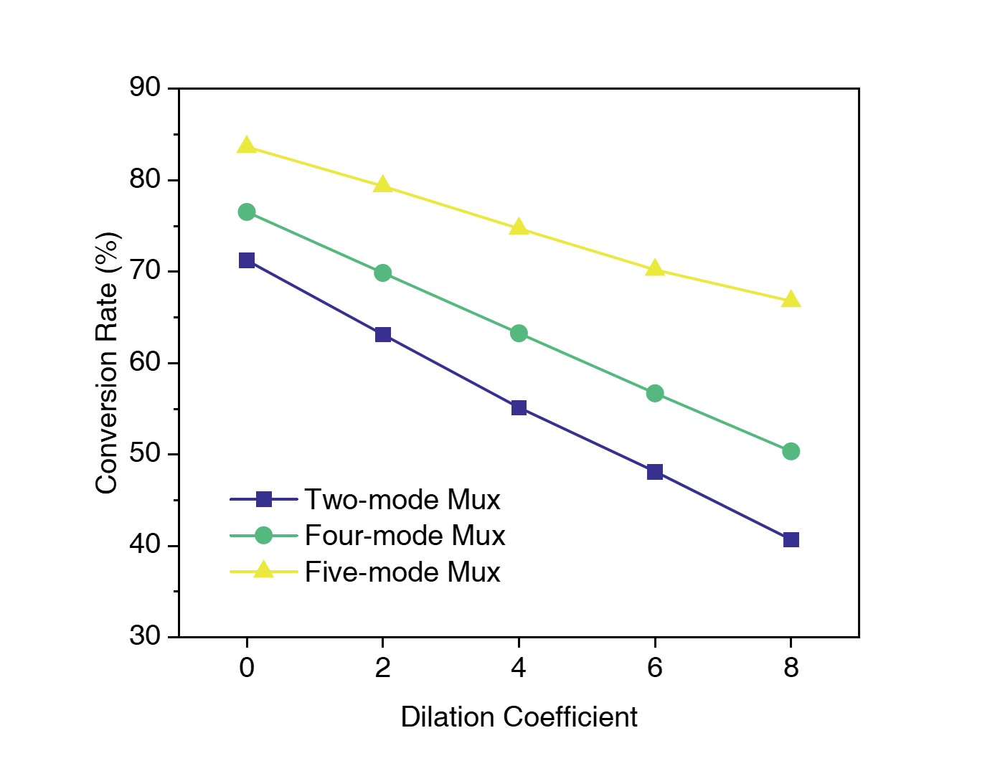 90
80
70
60
50
40
30
Conversion Rate (%)
Two-mode Mux
Four-mode Mux
Five-mode Mux
0 2 4 6 8
Dilation Coefficient